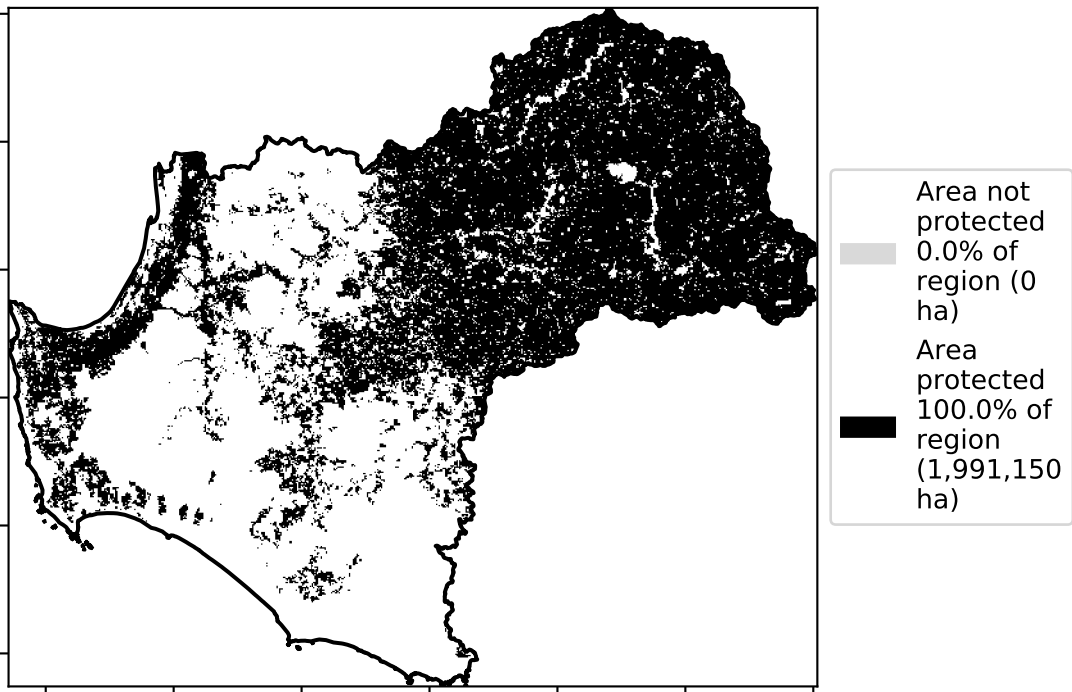 Area not
protected
0.0% of
region (0
ha)
Area
protected
100.0% of
region
(1,991,150
ha)